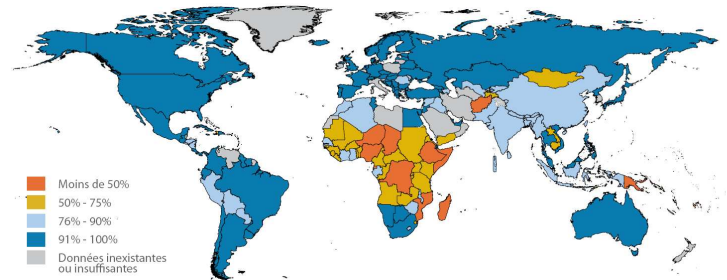 Moins de 50%
50% - 75%
76% - 90%
91% - 100%
Données inexistantes
ou insuffisantes